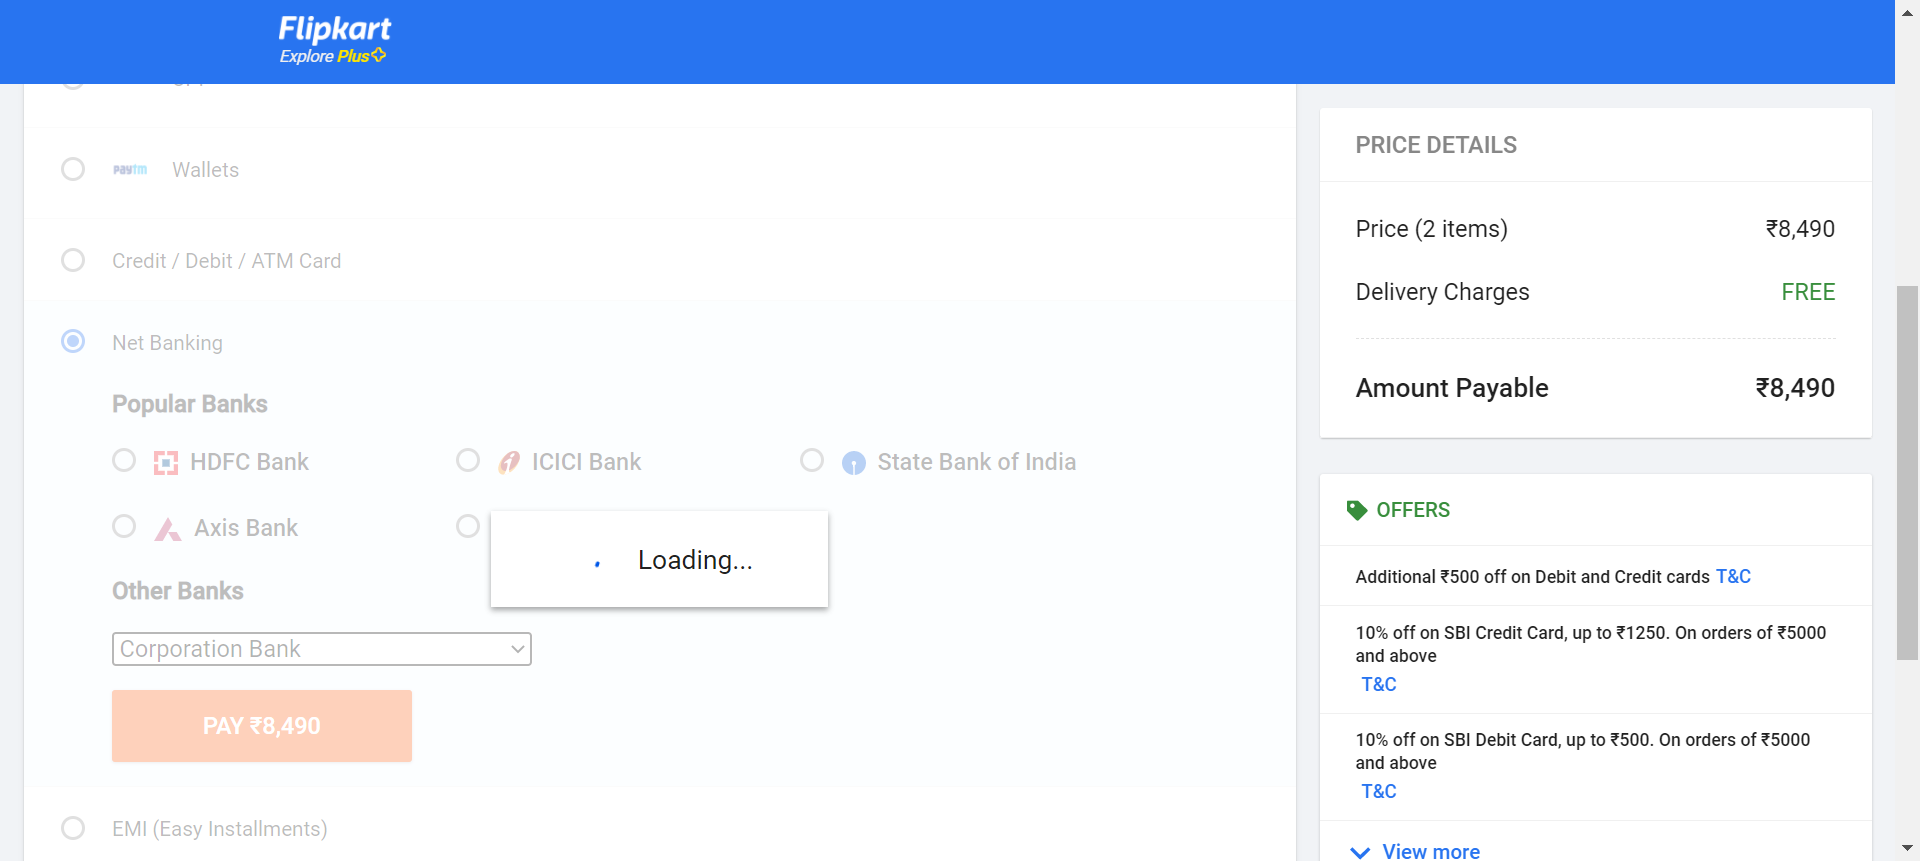 Flipkart
Explore Plus
Wallets
paytm
Credit / Debit / ATM Card
Net Banking
Popular Banks
HDFC Bank
ICICI Bank
State Bank of India
Axis Bank
Loading...
Other Banks
Corporation Bank
PAY ₹8,490
EMI (Easy Installments)
PRICE DETAILS
Price (2 items) ₹8,490
Delivery Charges FREE
Amount Payable ₹8,490
OFFERS
Additional ₹500 off on Debit and Credit cards T&C
10% off on SBI Credit Card, up to ₹1250. On orders of ₹5000
and above
T&C
10% off on SBI Debit Card, up to ₹500. On orders of ₹5000
and above
T&C
View more